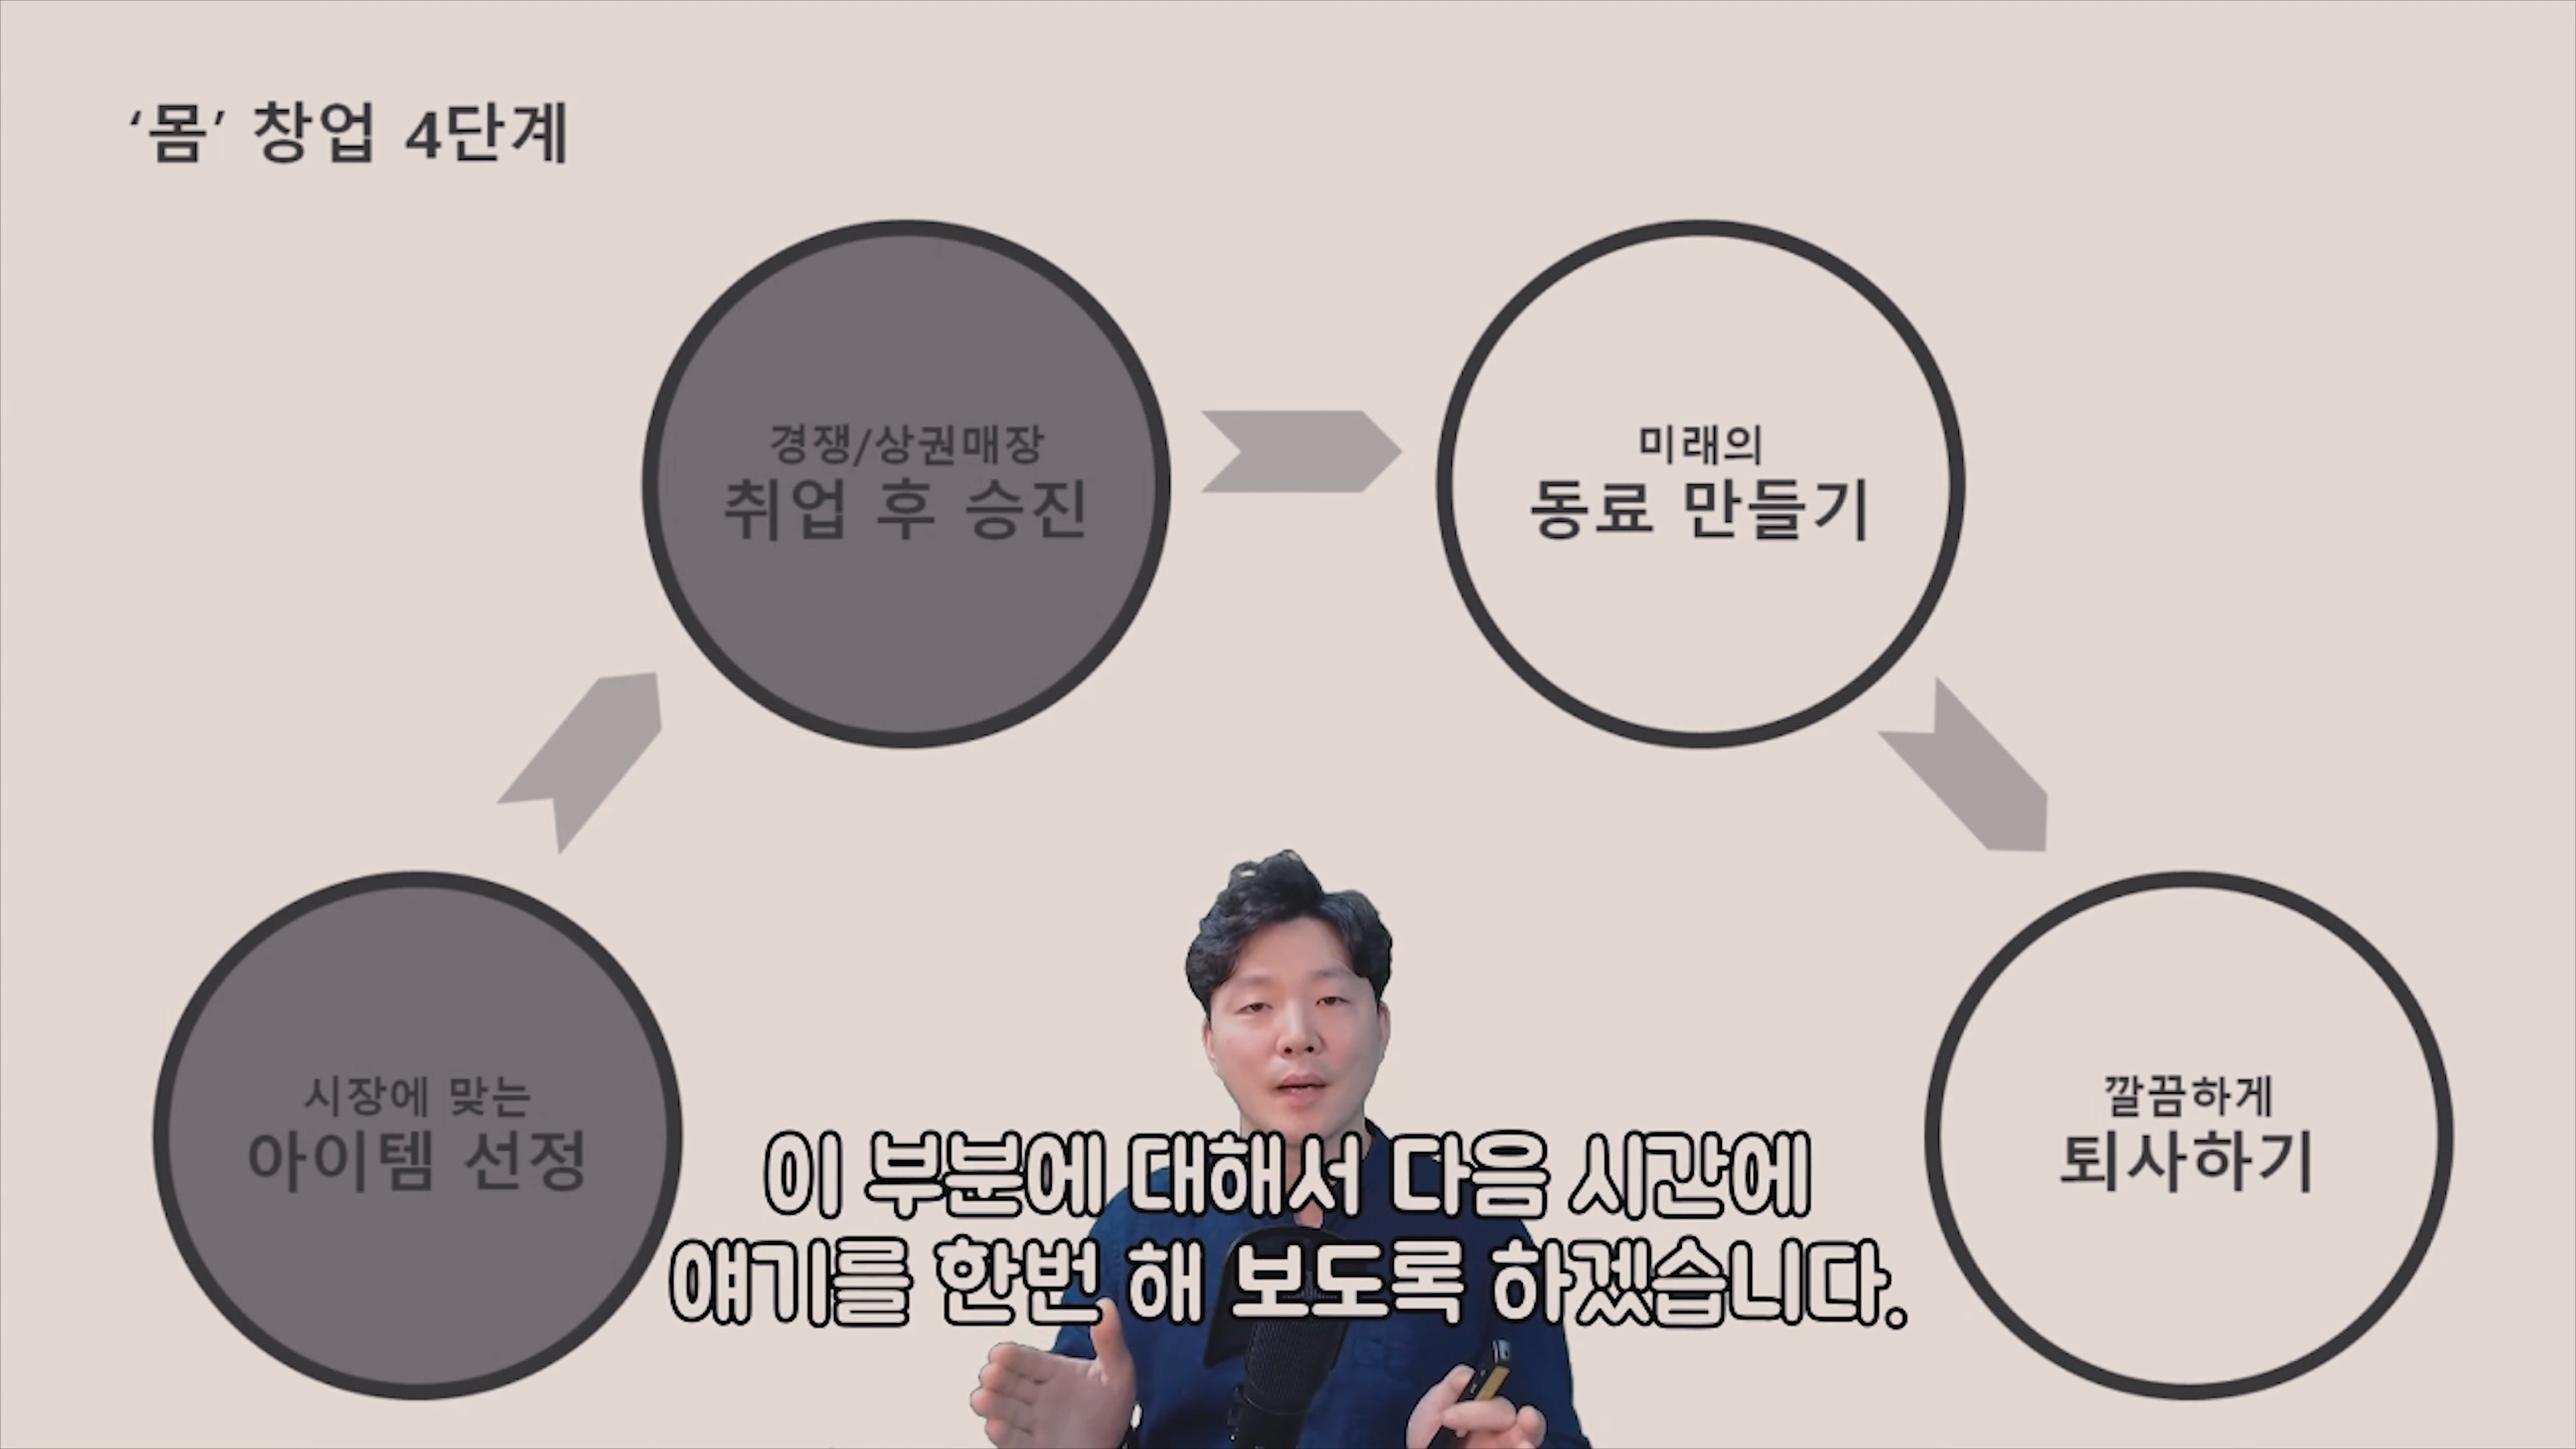 ‘몸’ 창업 4단계
경쟁/상권매장
취업 후 승진
미래의
동료 만들기
시장에 맞는
아이템 선정
깔끔하게
퇴사하기
이 부분에 대해서 다음 시간에
얘기를 한번 해 보도록 하겠습니다.